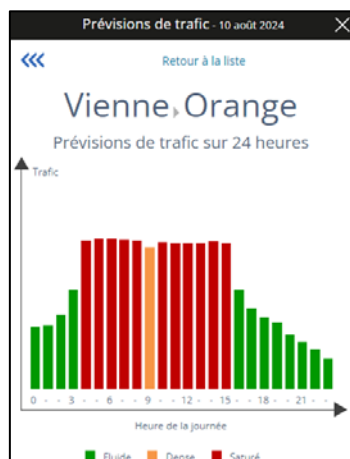 Prévisions de trafic - 10 août 2024
Retour à la liste
Vienne Orange
Prévisions de trafic sur 24 heures
Trafic
0 - - 3 - - 6 - - 9 - - 12 - - 15 - - 18 - - 21 - -
Heure de la journée
Fluide Dense Saturé